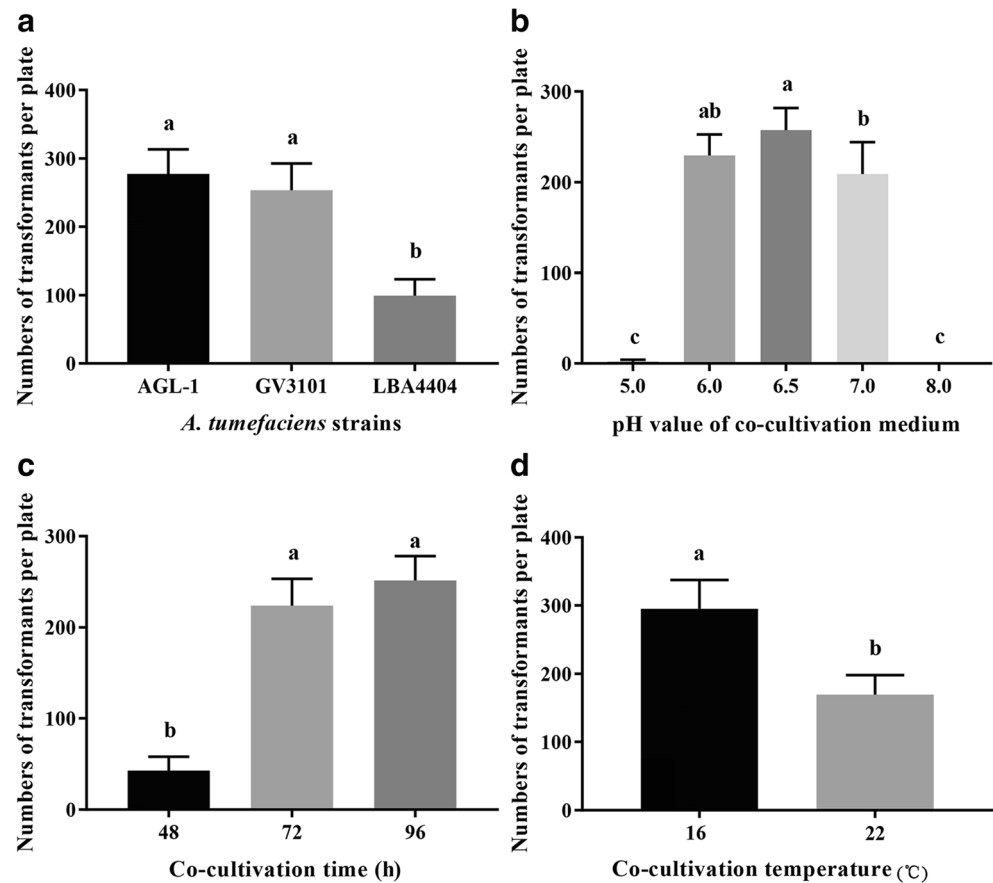 a
Numbers of transformants per plate
400
300
200
100
0
a
a
b
AGL-1 GV3101 LBA4404
A. tumefaciens strains
b
Numbers of transformants per plate
300
200
100
0
c
ab
a
b
c
5.0 6.0 6.5 7.0 8.0
pH value of co-cultivation medium
c
Numbers of transformants per plate
300
200
100
0
b
a
a
48 72 96
Co-cultivation time (h)
d
Numbers of transformants per plate
400
300
200
100
0
a
b
16 22
Co-cultivation temperature (℃)